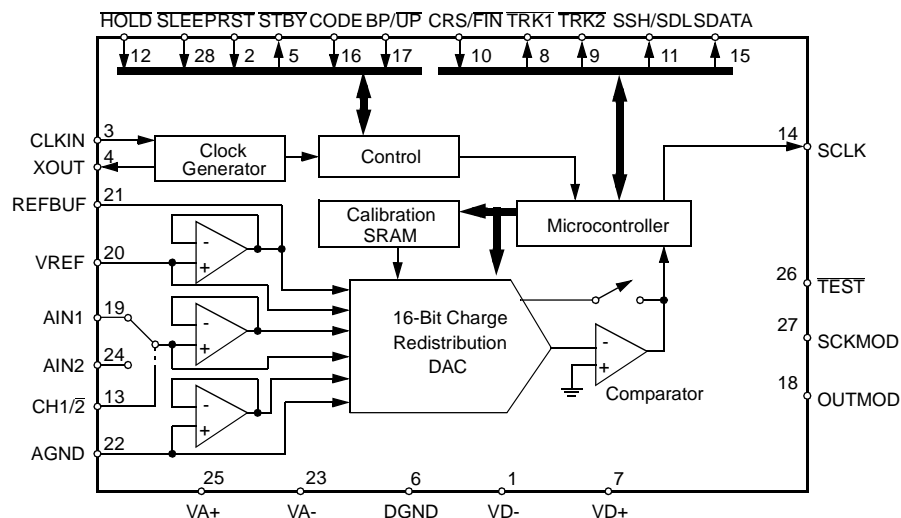 HOLD SLEEP RST STBY CODE BP/UP CRS/FIN TRK1 TRK2 SSH/SDL SDATA
12 28 2 5 16 17 10 8 9 11 15
3
CLKIN
4
XOUT
Clock
Generator
Control
14
SCLK
21
REFBUF
Calibration
SRAM
Microcontroller
20
VREF
-
+
26
TEST
19
AIN1
-
+
16-Bit Charge
Redistribution
DAC
-
+
27
SCKMOD
24
AIN2
Comparator
13
CH1/2
-
+
18
OUTMOD
22
AGND
25 23 6 1 7
VA+ VA- DGND VD- VD+